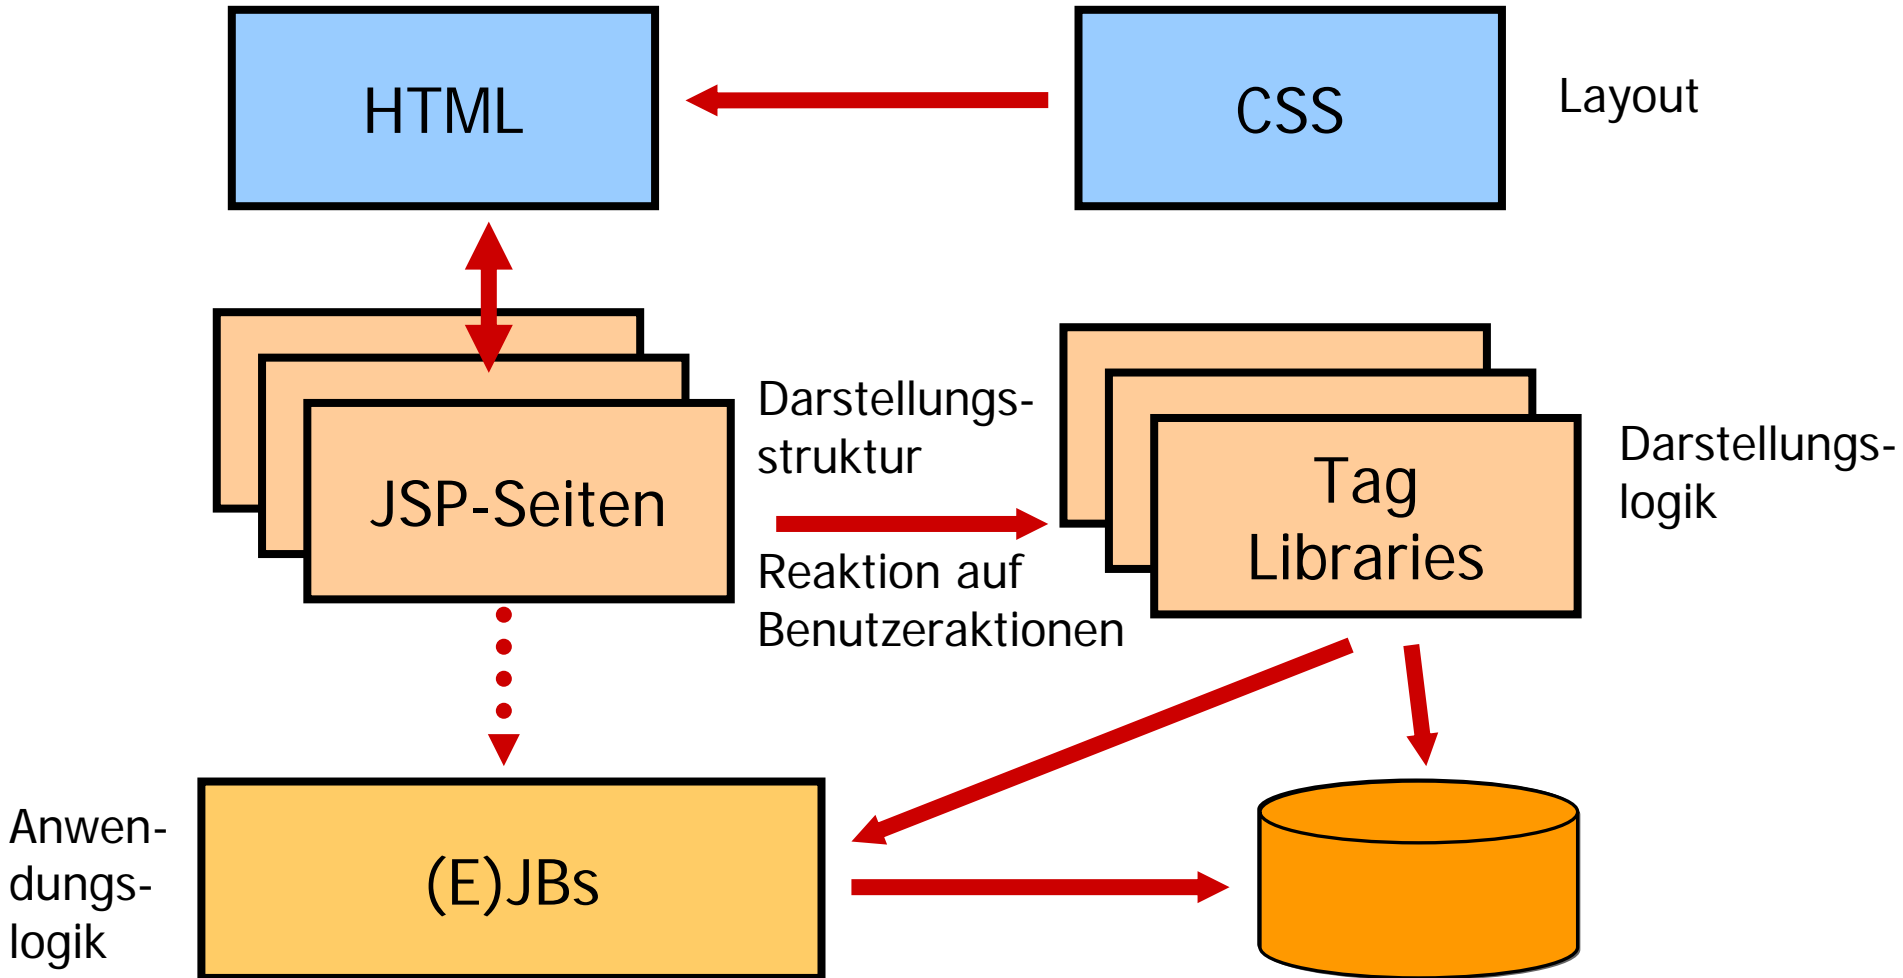 HTML
CSS
Layout
JSP-Seiten
Darstellungs-
struktur
Reaktion auf
Benutzeraktionen
Tag
Libraries
Darstellungs-
logik
Anwen-
dungs-
logik
(E)JBs